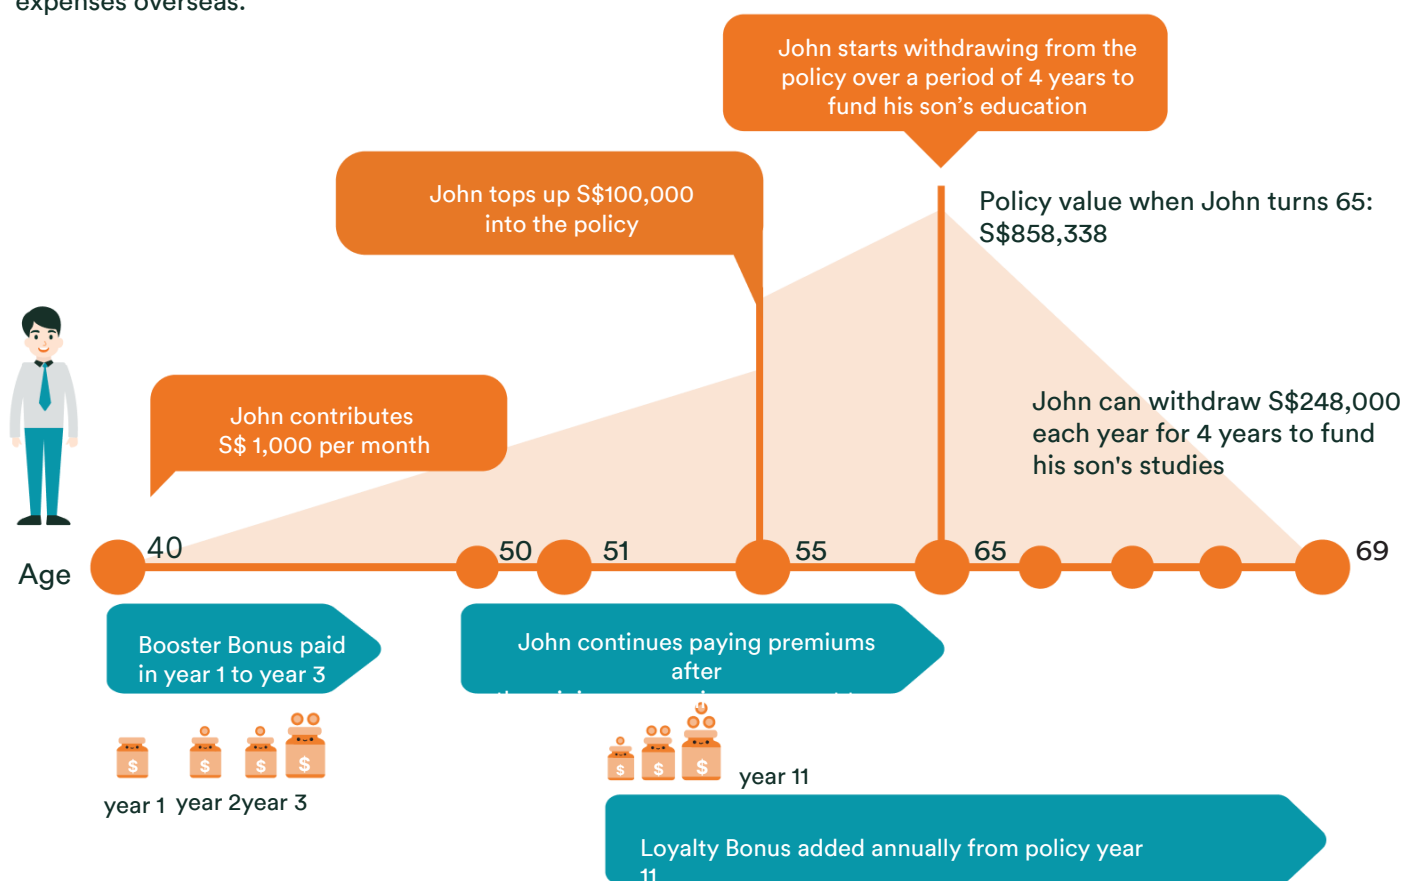 expenses overseas.
John starts withdrawing from the
policy over a period of 4 years to
fund his son’s education
John tops up S$100,000
into the policy
Policy value when John turns 65:
S$858,338
John contributes
S$ 1,000 per month
John can withdraw S$248,000
each year for 4 years to fund
his son's studies
Age
40
50
51
55
65
69
Booster Bonus paid
in year 1 to year 3
John continues paying premiums
after
$
$
$
$
$
$
$
year 1
year 2
year 3
year 11
Loyalty Bonus added annually from policy year
11